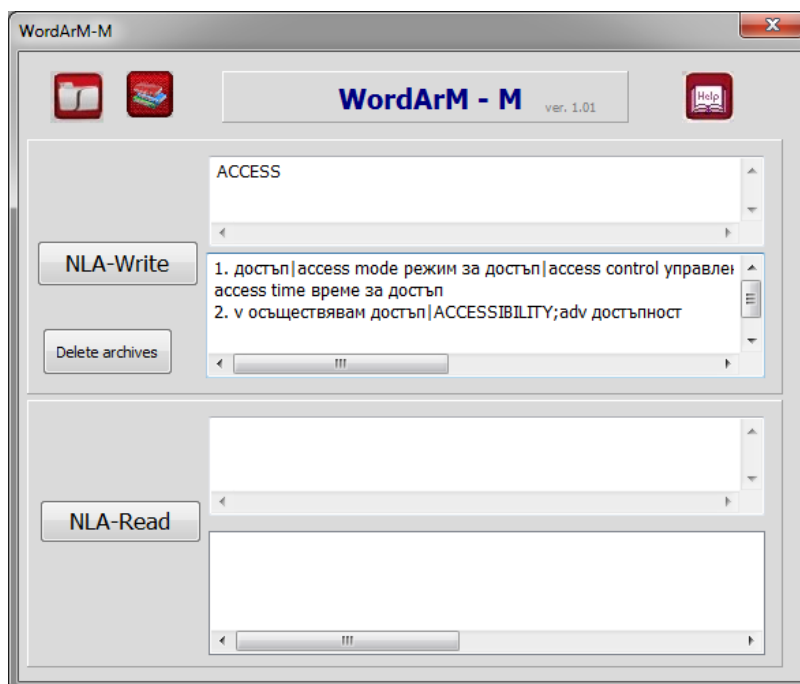 WordArM-M
WordArM - M ver. 1.01
Help
ACCESS
NLA-Write
1. достъп|access mode режим за достъп|access control управлен
access time време за достъп
2. v осъществявам достъп|ACCESSIBILITY;adv достъпност
Delete archives
NLA-Read